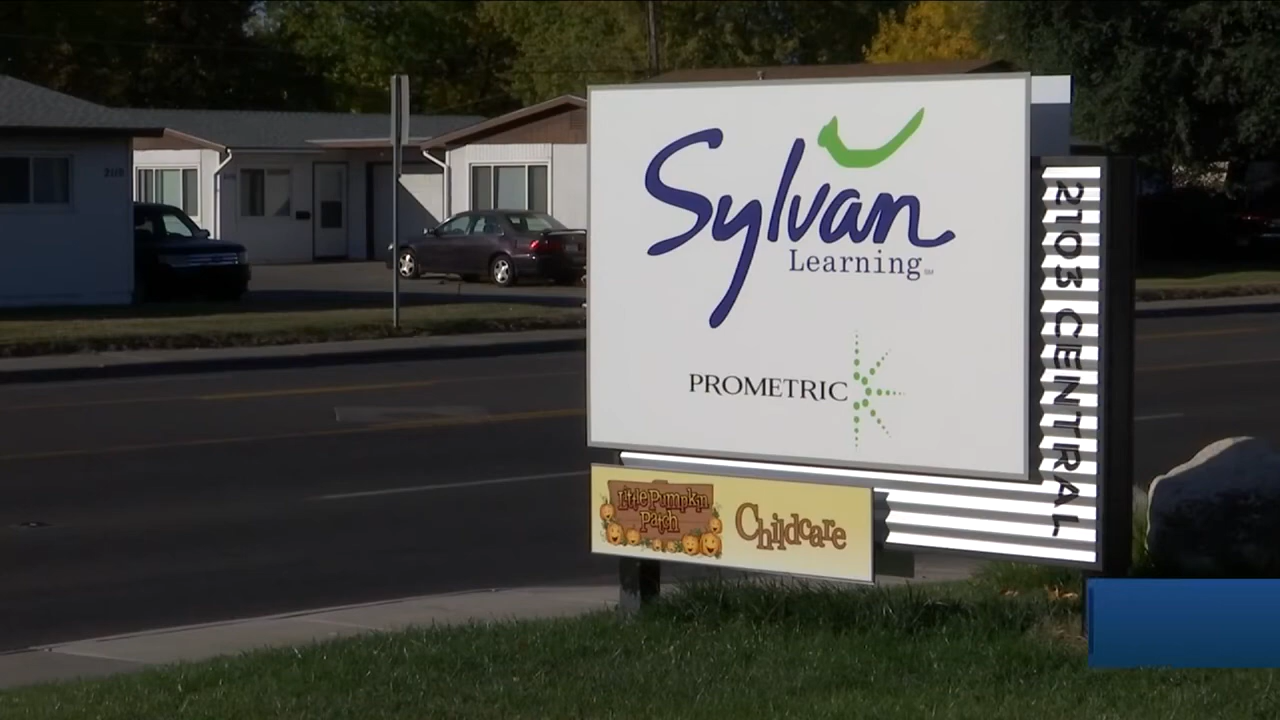 Sylvan
Learning
PROMETRIC
2103 CENTRAL
Little Pumpkin
Patch
Childcare